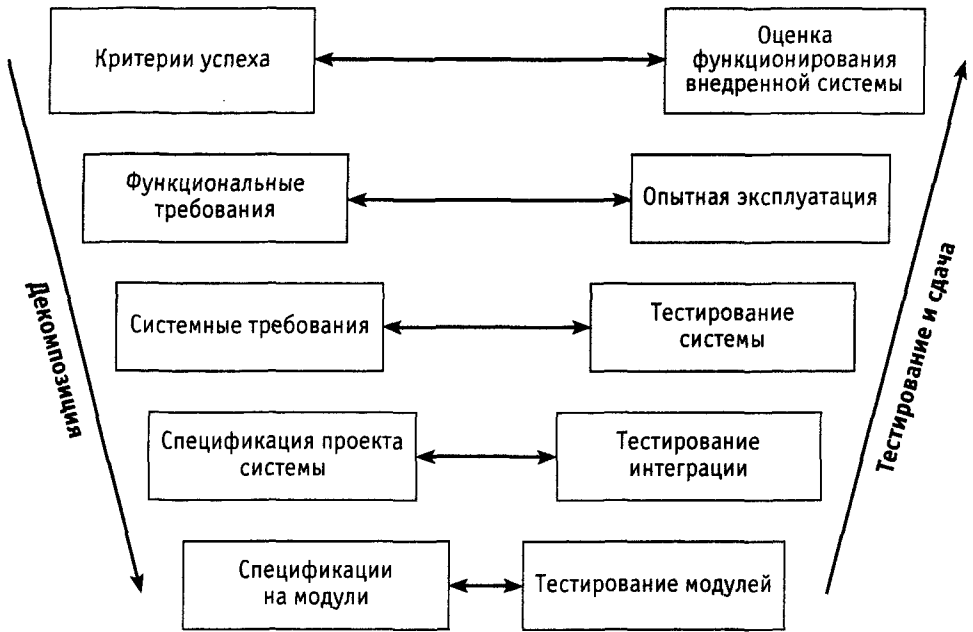 Критерии успеха
Оценка
функционирования
внедренной системы
Функциональные
требования
Опытная эксплуатация
Декомпозиция
Системные требования
Тестирование
системы
Тестирование и сдача
Спецификация проекта
системы
Тестирование
интеграции
Спецификации
на модули
Тестирование модулей